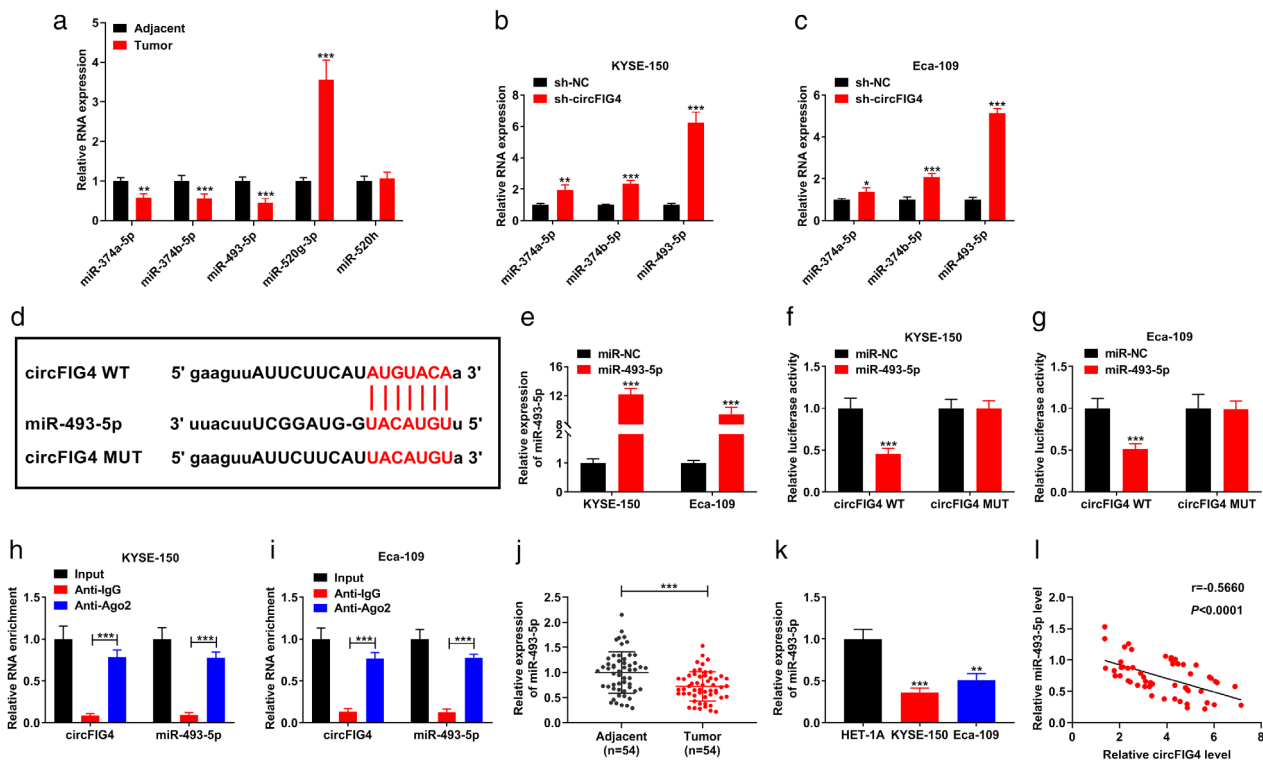 a
Adjacent
Tumor
Relative RNA expression
5
4
3
2
1
0
**
***
***
***
miR-374a-5p
miR-374b-5p
miR-493-5p
miR-520g-3p
miR-520h
b
KYSE-150
sh-NC
sh-circFIG4
Relative RNA expression
8
6
4
2
0
**
***
***
miR-374a-5p
miR-374b-5p
miR-493-5p
c
Eca-109
sh-NC
sh-circFIG4
Relative RNA expression
8
6
4
2
0
*
***
***
miR-374a-5p
miR-374b-5p
miR-493-5p
d
circFIG4 WT 5' gaaguuAUUCUUCAUAUGUACAa 3'
miR-493-5p 3' uuacuuUCGGAUG-GUACAUGUu 5'
circFIG4 MUT 5' gaaguuAUUCUUCAUUACAUGUa 3'
e
miR-NC
miR-493-5p
Relative expression
of miR-493-5p
16
12
8
4
2
1
0
***
***
KYSE-150
Eca-109
f
KYSE-150
miR-NC
miR-493-5p
Relative luciferase activity
1.5
1.0
0.5
0.0
***
circFIG4 WT
circFIG4 MUT
g
Eca-109
miR-NC
miR-493-5p
Relative luciferase activity
1.5
1.0
0.5
0.0
***
circFIG4 WT
circFIG4 MUT
h
KYSE-150
Input
Anti-IgG
Anti-Ago2
Relative RNA enrichment
1.5
1.0
0.5
0.0
***
***
circFIG4
miR-493-5p
i
Eca-109
Input
Anti-IgG
Anti-Ago2
Relative RNA enrichment
1.5
1.0
0.5
0.0
***
***
circFIG4
miR-493-5p
j
Relative expression
of miR-493-5p
2.5
2.0
1.5
1.0
0.5
0.0
***
Adjacent
(n=54)
Tumor
(n=54)
k
Relative expression
of miR-493-5p
1.5
1.0
0.5
0.0
***
**
HET-1A
KYSE-150
Eca-109
l
r=-0.5660
P<0.0001
Relative miR-493-5p level
2.0
1.5
1.0
0.5
0.0
0
2
4
6
8
Relative circFIG4 level